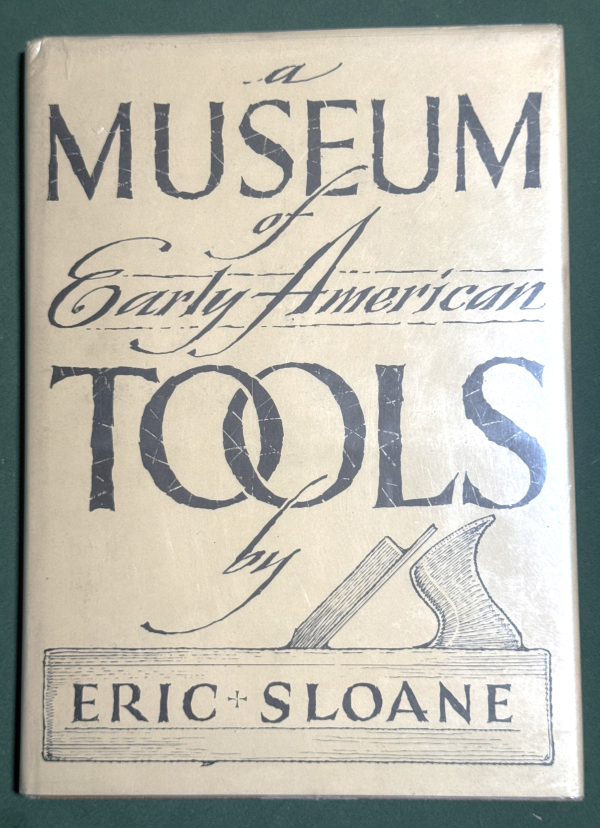 a
MUSEUM
of
Early American
TOOLS
by
ERIC + SLOANE